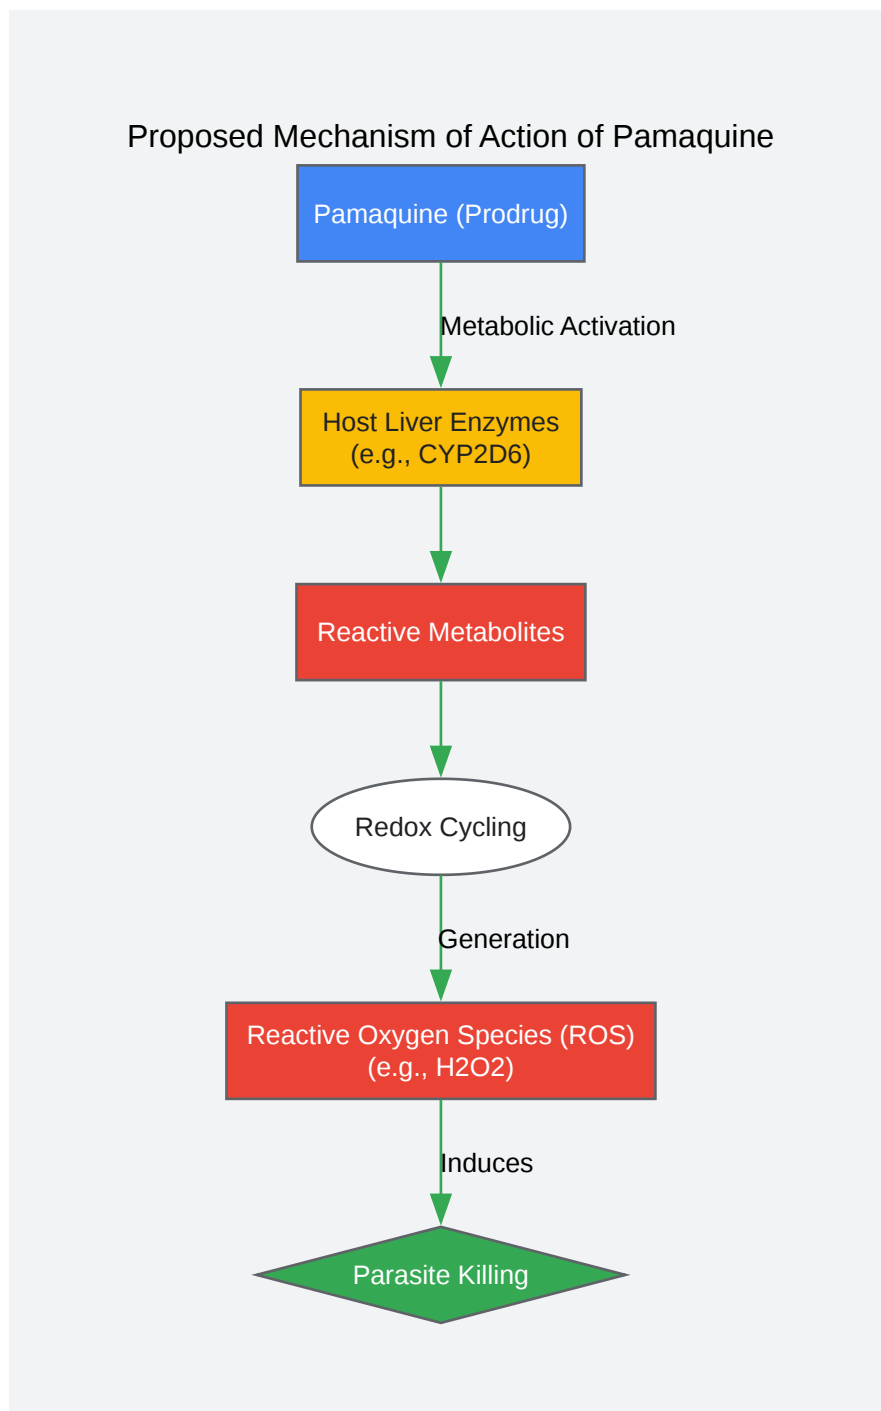 Proposed Mechanism of Action of Pamaquine
Pamaquine (Prodrug)
Metabolic Activation
Host Liver Enzymes
(e.g., CYP2D6)
Reactive Metabolites
Redox Cycling
Generation
Reactive Oxygen Species (ROS)
(e.g., H2O2)
Induces
Parasite Killing